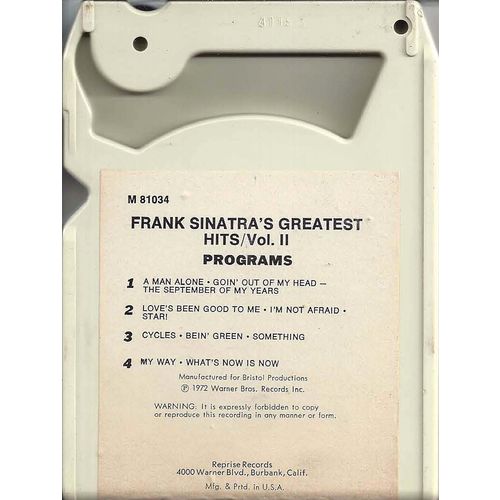 M 81034
FRANK SINATRA'S GREATEST
HITS/Vol. II
PROGRAMS
1 A MAN ALONE • GOIN' OUT OF MY HEAD —
THE SEPTEMBER OF MY YEARS
2 LOVE'S BEEN GOOD TO ME • I'M NOT AFRAID •
STAR!
3 CYCLES • BEIN' GREEN • SOMETHING
4 MY WAY • WHAT'S NOW IS NOW
Manufactured for Bristol Productions
℗ 1972 Warner Bros. Records Inc.
WARNING: It is expressly forbidden to copy
or reproduce this recording in any manner or form.
Reprise Records
4000 Warner Blvd., Burbank, Calif.
Mfg. & Prtd. in U.S.A.